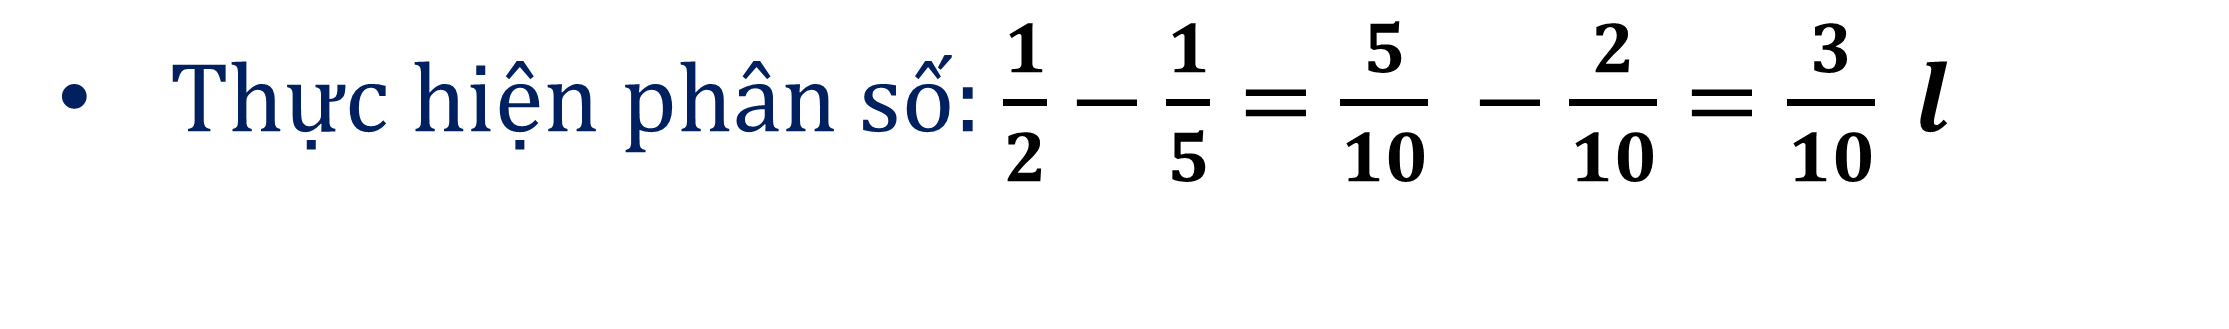 • Thực hiện phân số: 1/2 − 1/5 = 5/10 − 2/10 = 3/10 l